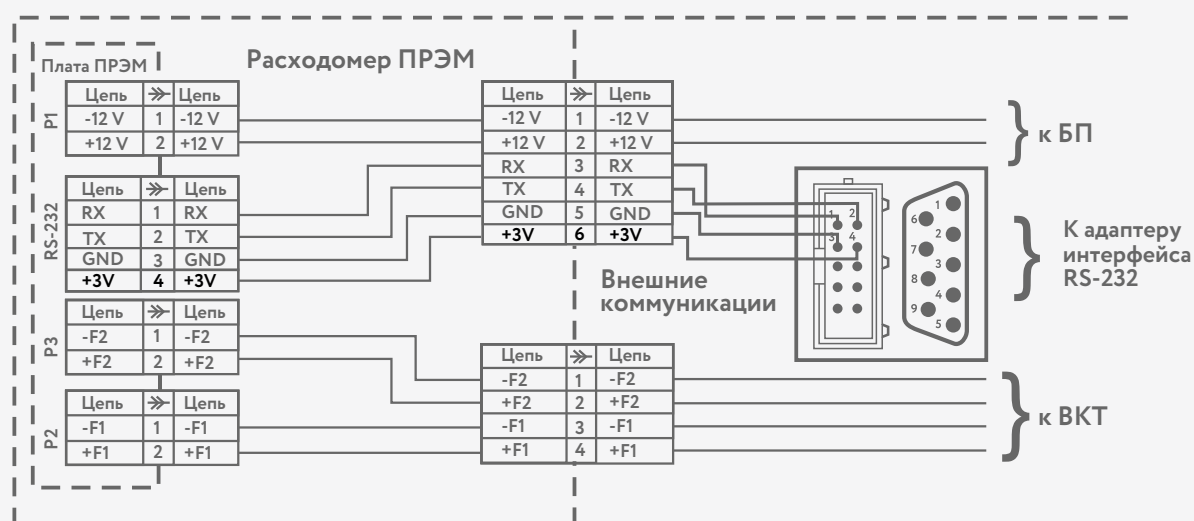 Расходомер ПРЭМ
Плата ПРЭМ
P1
Цепь Цепь
-12 V 1 -12 V
+12 V 2 +12 V
RS-232
Цепь Цепь
RX 1 RX
TX 2 TX
GND 3 GND
+3V 4 +3V
P3
Цепь Цепь
-F2 1 -F2
+F2 2 +F2
P2
Цепь Цепь
-F1 1 -F1
+F1 2 +F1
Цепь Цепь
-12 V 1 -12 V
+12 V 2 +12 V
RX 3 RX
TX 4 TX
GND 5 GND
+3V 6 +3V
Внешние
коммуникации
Цепь Цепь
-F2 1 -F2
+F2 2 +F2
-F1 3 -F1
+F1 4 +F1
к БП
1 2
3 4
1
6
2
7
3
8
4
9
5
К адаптеру
интерфейса
RS-232
к ВКТ